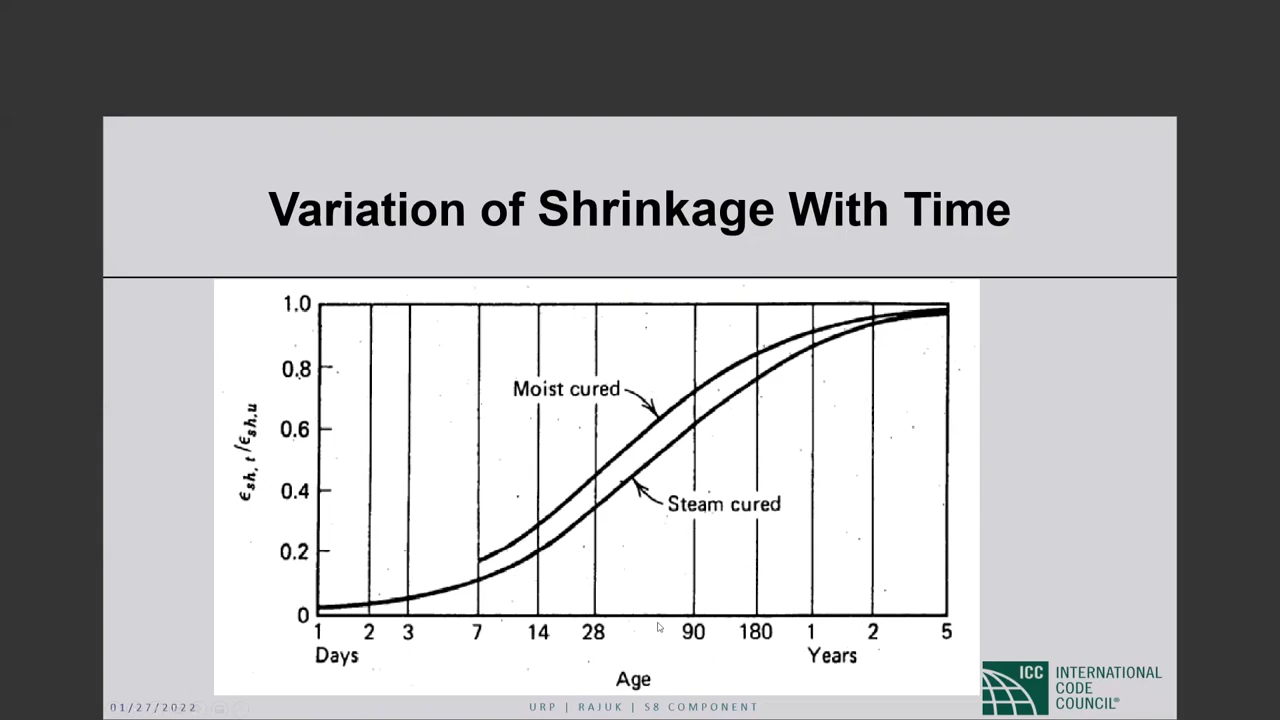 Variation of Shrinkage With Time
1.0
0.8
0.6
0.4
0.2
0
ϵsh, t /ϵsh,u
Moist cured
Steam cured
1 2 3 7 14 28 90 180 1 2 5
Days Years
Age
ICC INTERNATIONAL
CODE
COUNCIL®
01/27/2022
URP | RAJUK | S8 COMPONENT